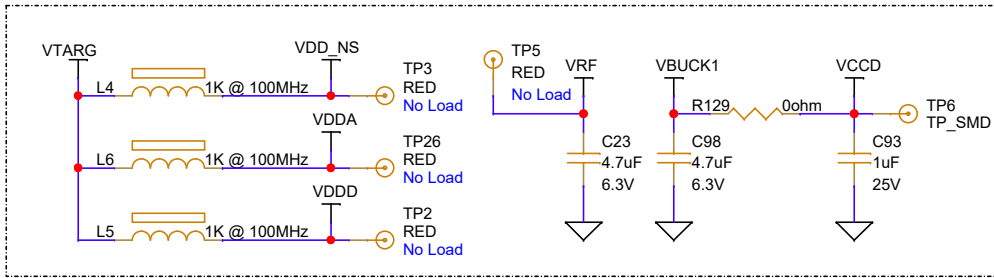 VTARG
VDD_NS
L4
1K @ 100MHz
TP3
RED
No Load
VDDA
L6
1K @ 100MHz
TP26
RED
No Load
VDDD
L5
1K @ 100MHz
TP2
RED
No Load
TP5
RED
No Load
VRF
C23
4.7uF
6.3V
VBUCK1
R129
0ohm
C98
4.7uF
6.3V
VCCD
TP6
TP_SMD
C93
1uF
25V